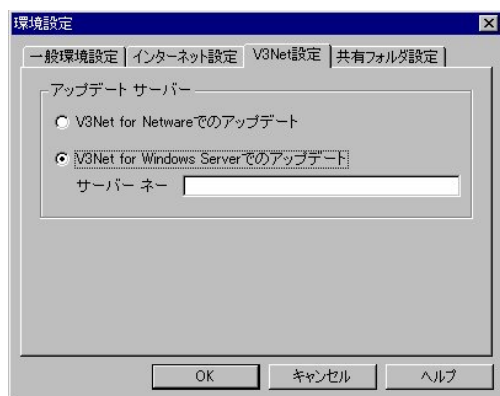 環境設定
一般環境設定 インターネット設定 V3Net設定 共有フォルダ設定
アップデート サーバー
V3Net for Netwareでのアップデート
V3Net for Windows Serverでのアップデート
サーバー ネー
OK キャンセル ヘルプ